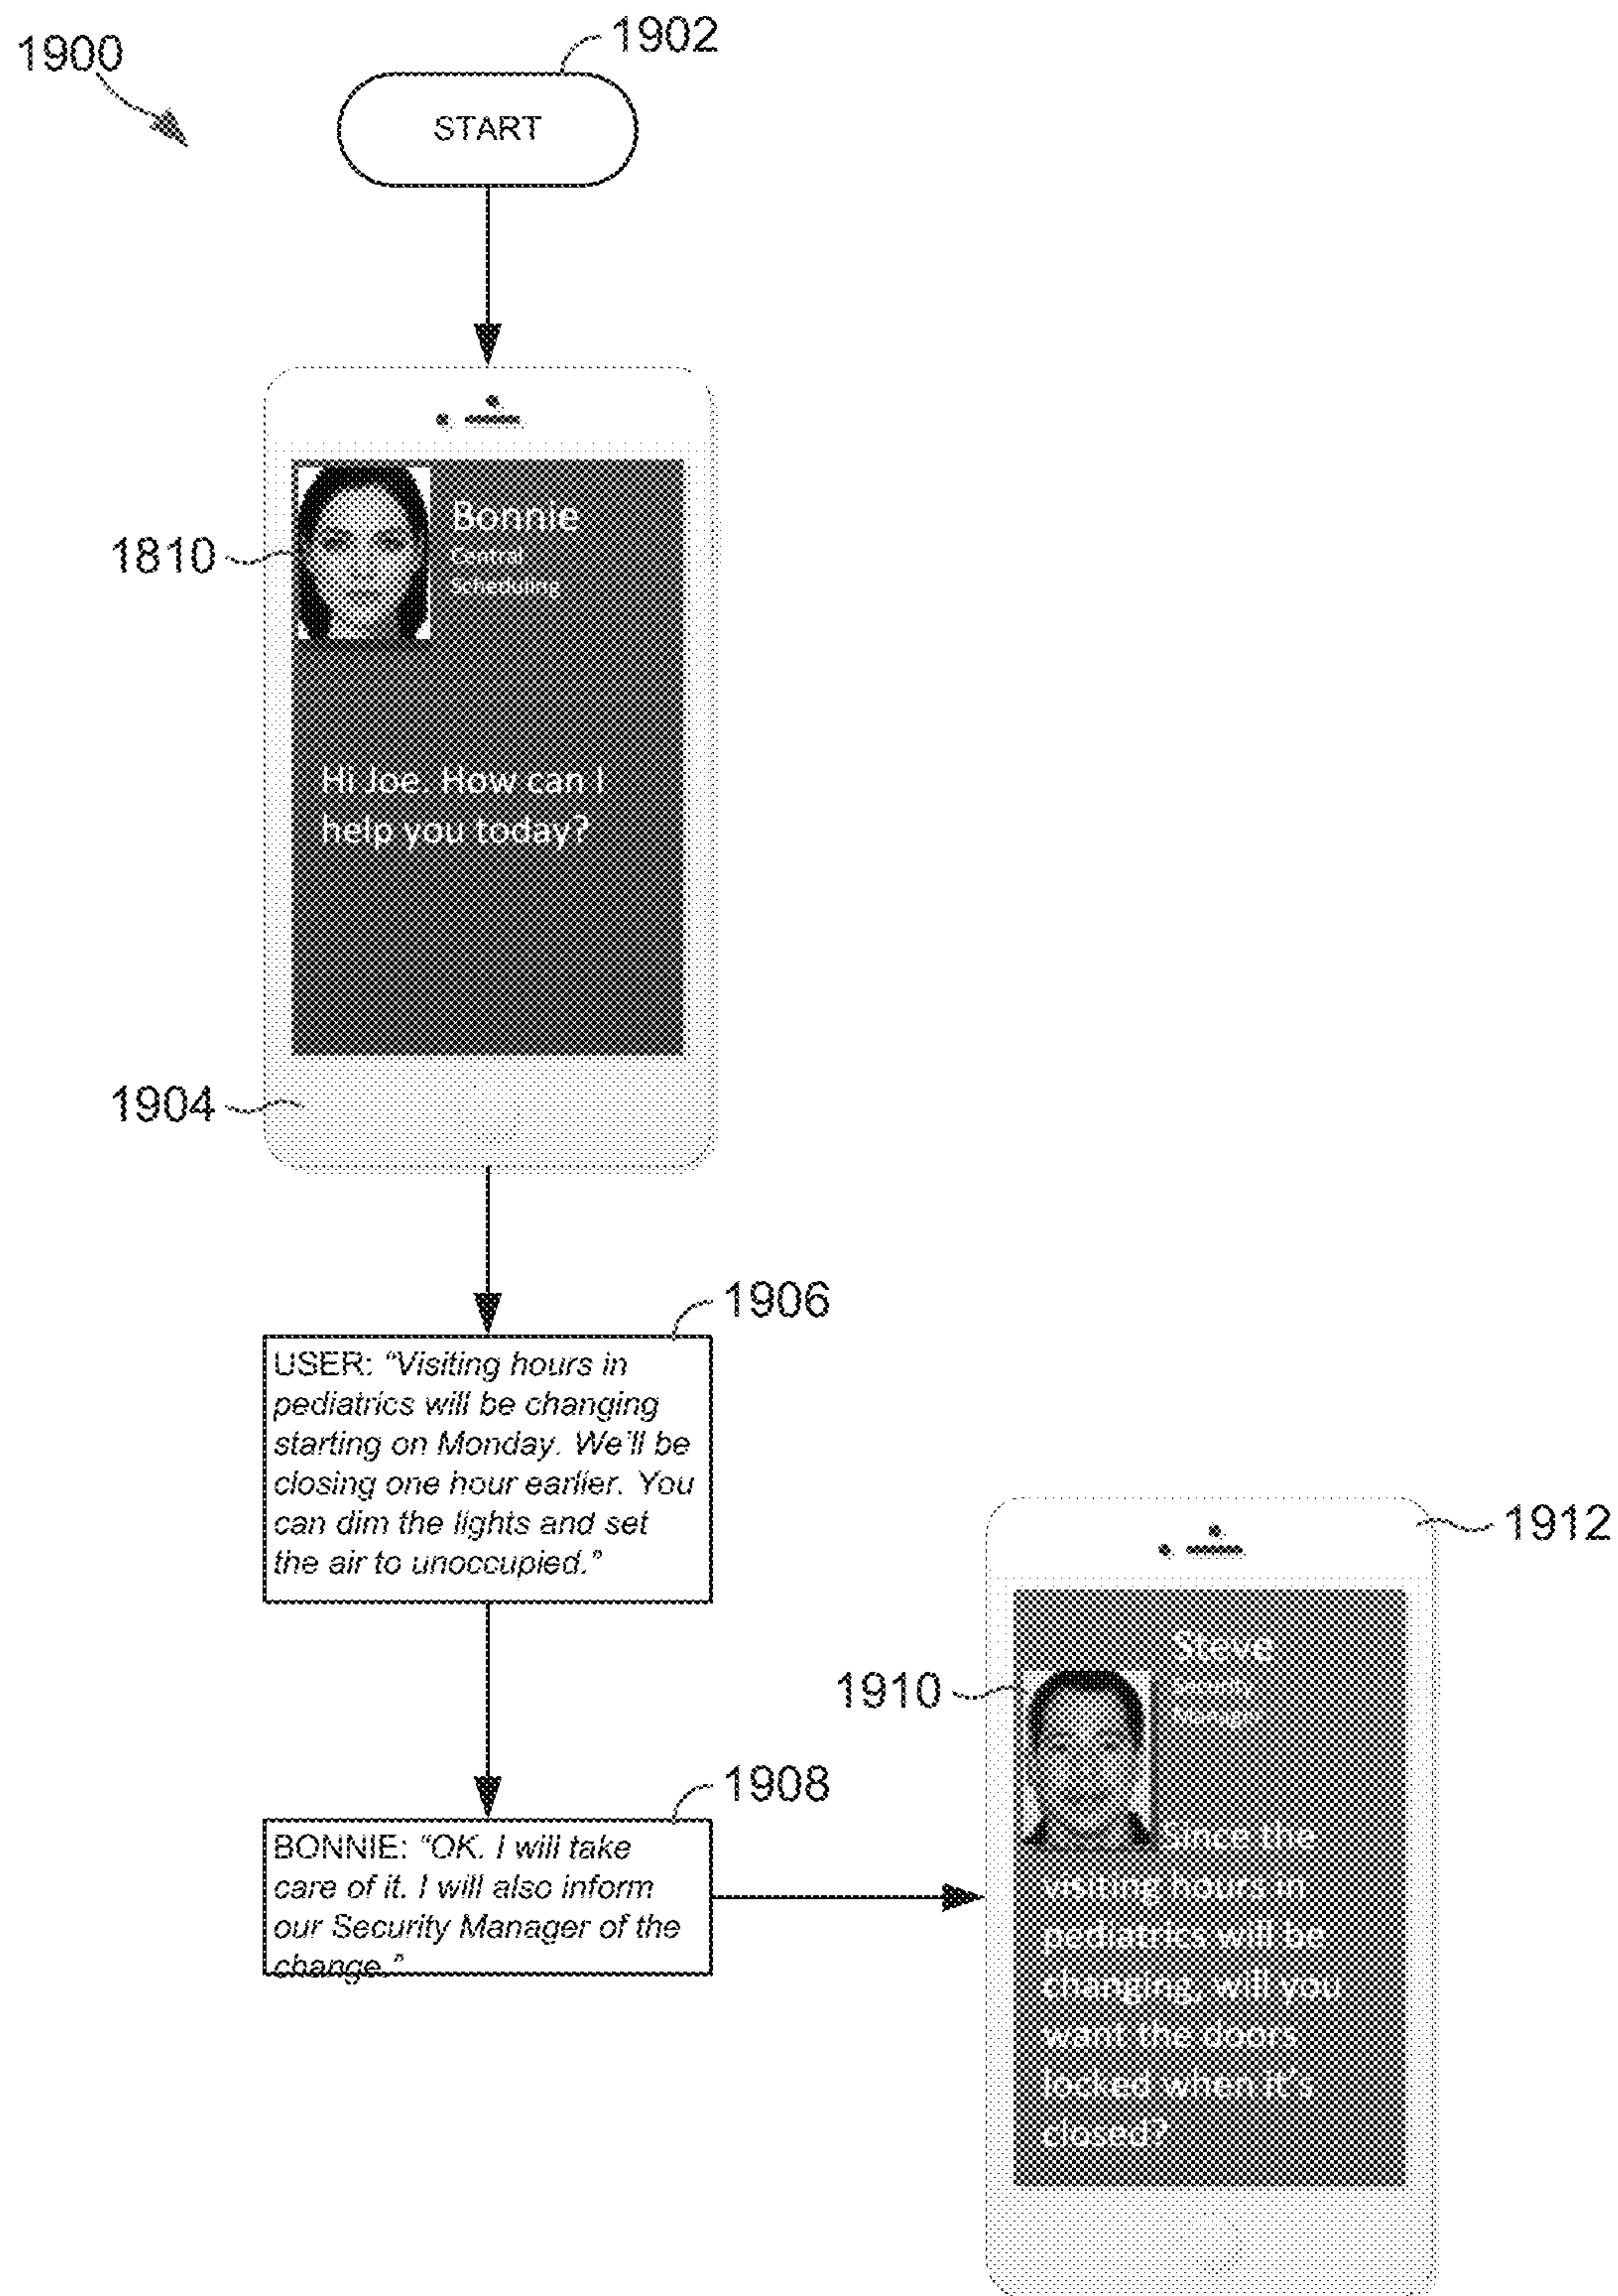 1900
1902
START
1810
Bonnie
Central
Scheduling
Hi Joe. How can I
help you today?
1904
1906
USER: “Visiting hours in
pediatrics will be changing
starting on Monday. We’ll be
closing one hour earlier. You
can dim the lights and set
the air to unoccupied.”
1908
BONNIE: “OK. I will take
care of it. I will also inform
our Security Manager of the
change.”
1912
1910
Steve
Security
Manager
Since the
visiting hours in
pediatrics will be
changing, will you
want the doors
locked when it’s
closed?